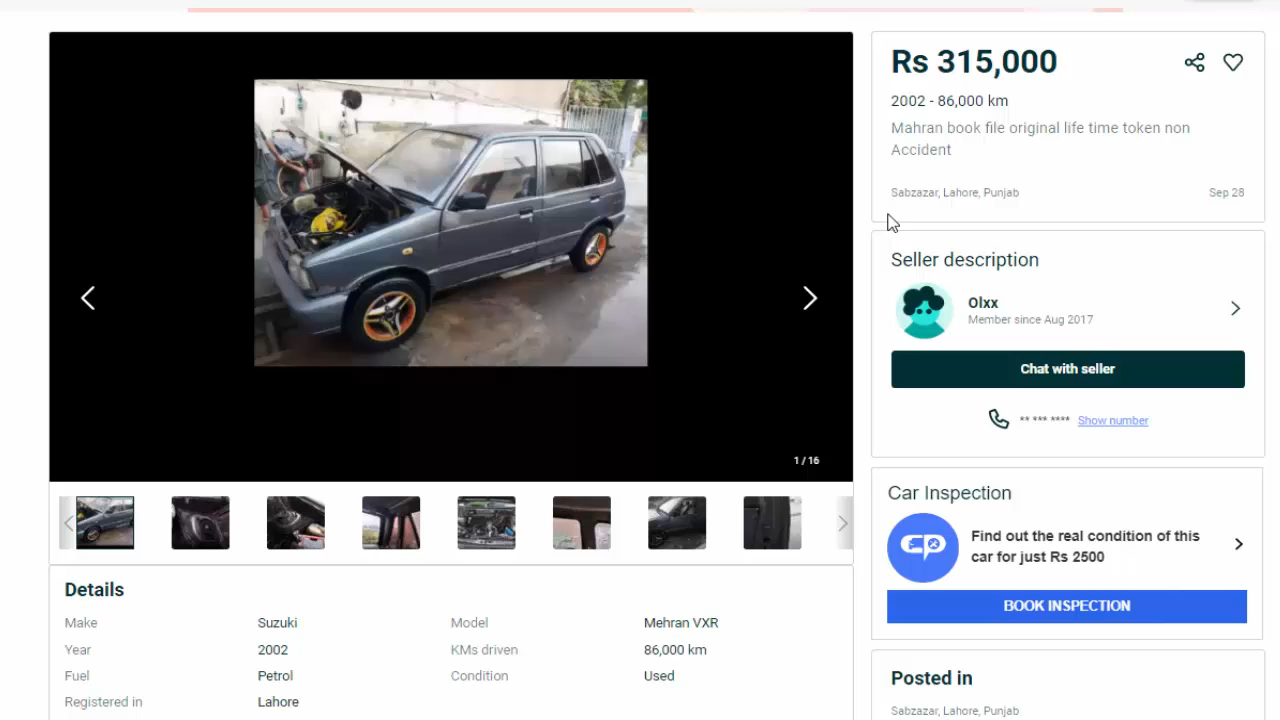 Rs 315,000
2002 - 86,000 km
Mahran book file original life time token non
Accident
Sabzazar, Lahore, Punjab
Sep 28
Seller description
Olxx
Member since Aug 2017
Chat with seller
** *** **** Show number
1 / 16
Car Inspection
Find out the real condition of this
car for just Rs 2500
BOOK INSPECTION
Details
Make Suzuki Model Mehran VXR
Year 2002 KMs driven 86,000 km
Fuel Petrol Condition Used
Registered in Lahore
Posted in
Sabzazar, Lahore, Punjab